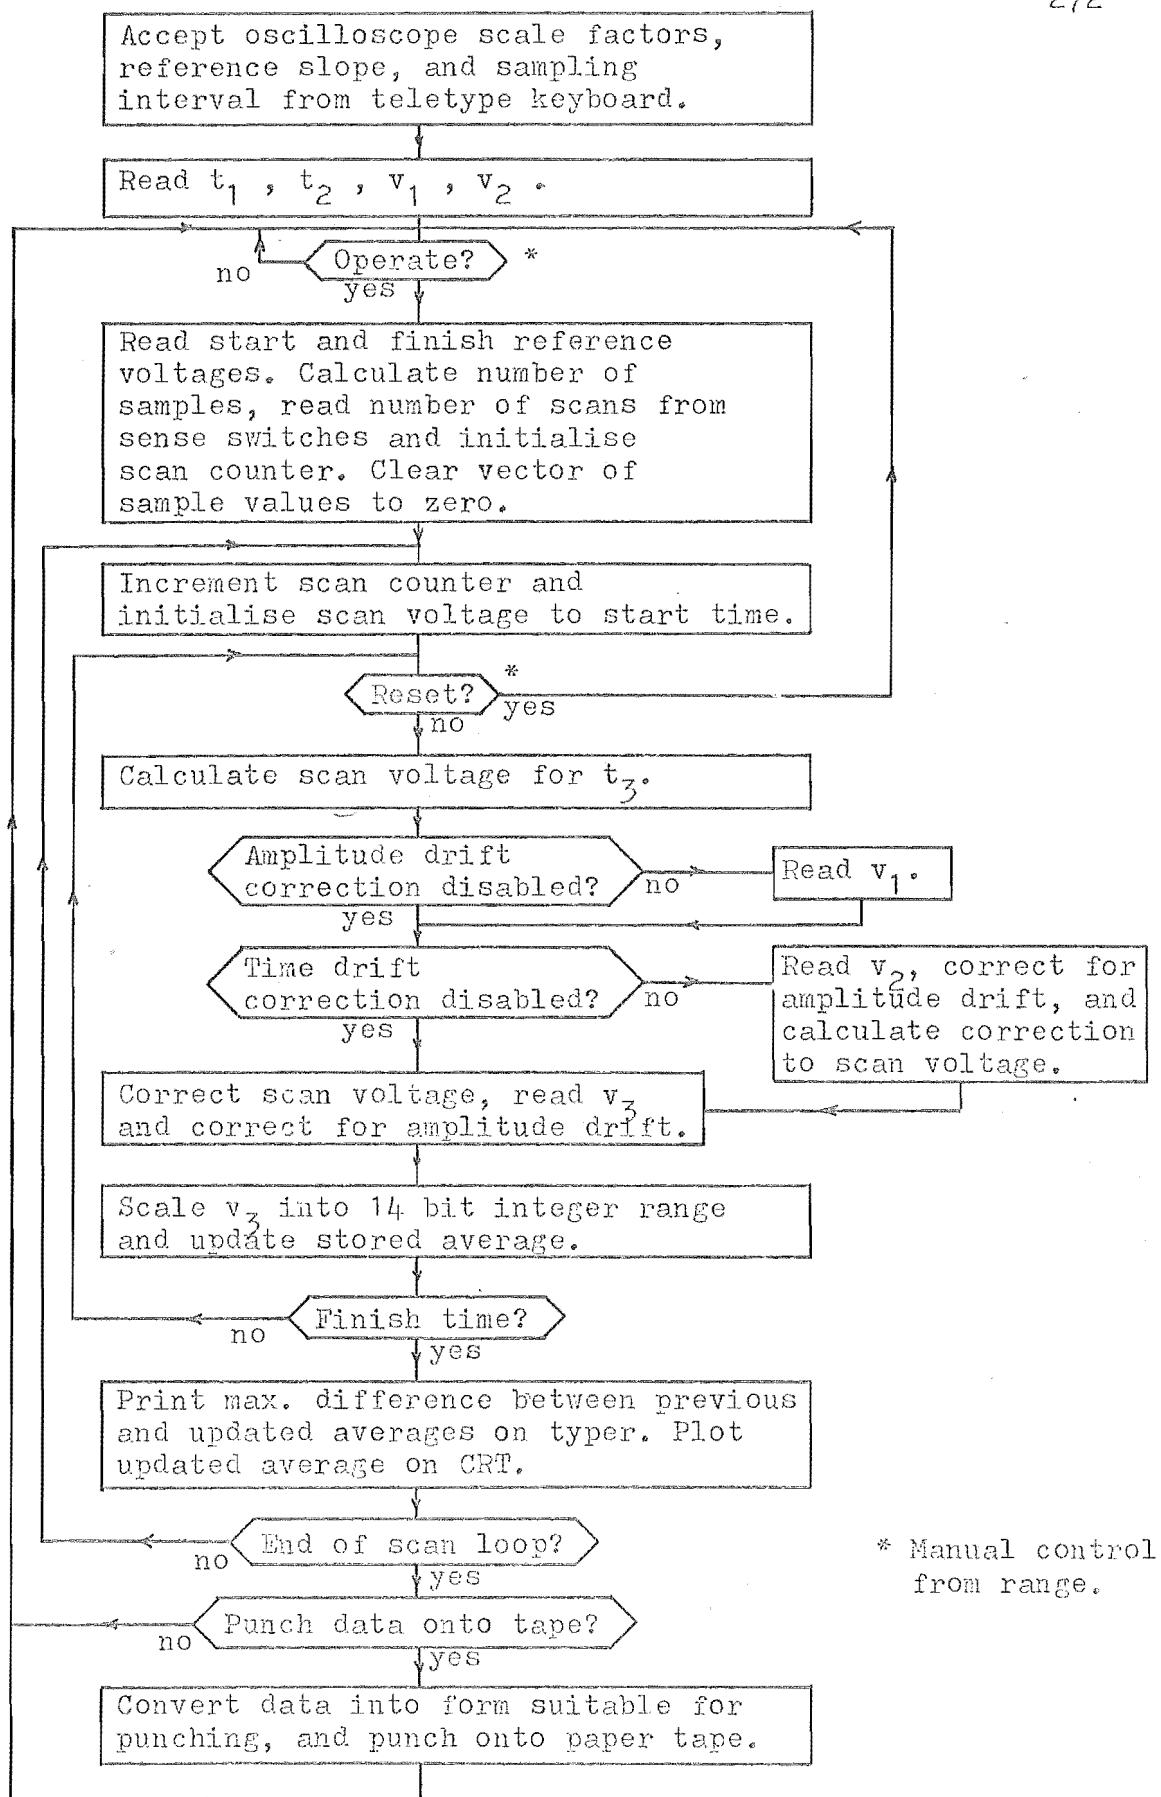 Accept oscilloscope scale factors,
reference slope, and sampling
interval from teletype keyboard.
Read t1 , t2 , v1 , v2 .
Operate? *
no
yes
Read start and finish reference
voltages. Calculate number of
samples, read number of scans from
sense switches and initialise
scan counter. Clear vector of
sample values to zero.
Increment scan counter and
initialise scan voltage to start time.
*
Reset?
yes
no
Calculate scan voltage for t3.
Amplitude drift
correction disabled?
no
yes
Read v1.
Time drift
correction disabled?
no
yes
Read v2, correct for
amplitude drift, and
calculate correction
to scan voltage.
Correct scan voltage, read v3
and correct for amplitude drift.
Scale v3 into 14 bit integer range
and update stored average.
Finish time?
no
yes
Print max. difference between previous
and updated averages on typer. Plot
updated average on CRT.
End of scan loop?
no
yes
* Manual control
from range.
Punch data onto tape?
no
yes
Convert data into form suitable for
punching, and punch onto paper tape.